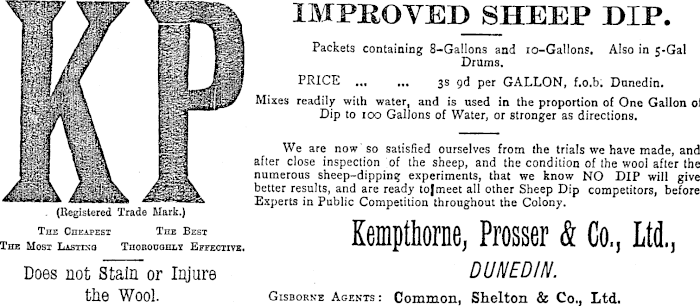 KP
(Registered Trade Mark.)
THE CHEAPEST THE BEST
THE MOST LASTING THOROUGHLY EFFECTIVE.
Does not Stain or Injure
the Wool.
IMPROVED SHEEP DIP.
Packets containing 8-Gallons and 10-Gallons. Also in 5-Gal
Drums.
PRICE ... ... 3s 9d per GALLON, f.o.b. Dunedin.
Mixes readily with water, and is used in the proportion of One Gallon of
Dip to 100 Gallons of Water, or stronger as directions.
We are now so satisfied ourselves from the trials we have made, and
after close inspection of the sheep, and the condition of the wool after the
numerous sheep-dipping experiments, that we know NO DIP will give
better results, and are ready to meet all other Sheep Dip competitors, before
Experts in Public Competition throughout the Colony.
Kempthorne, Prosser & Co., Ltd.,
DUNEDIN.
GISBORNE AGENTS: Common, Shelton & Co., Ltd.